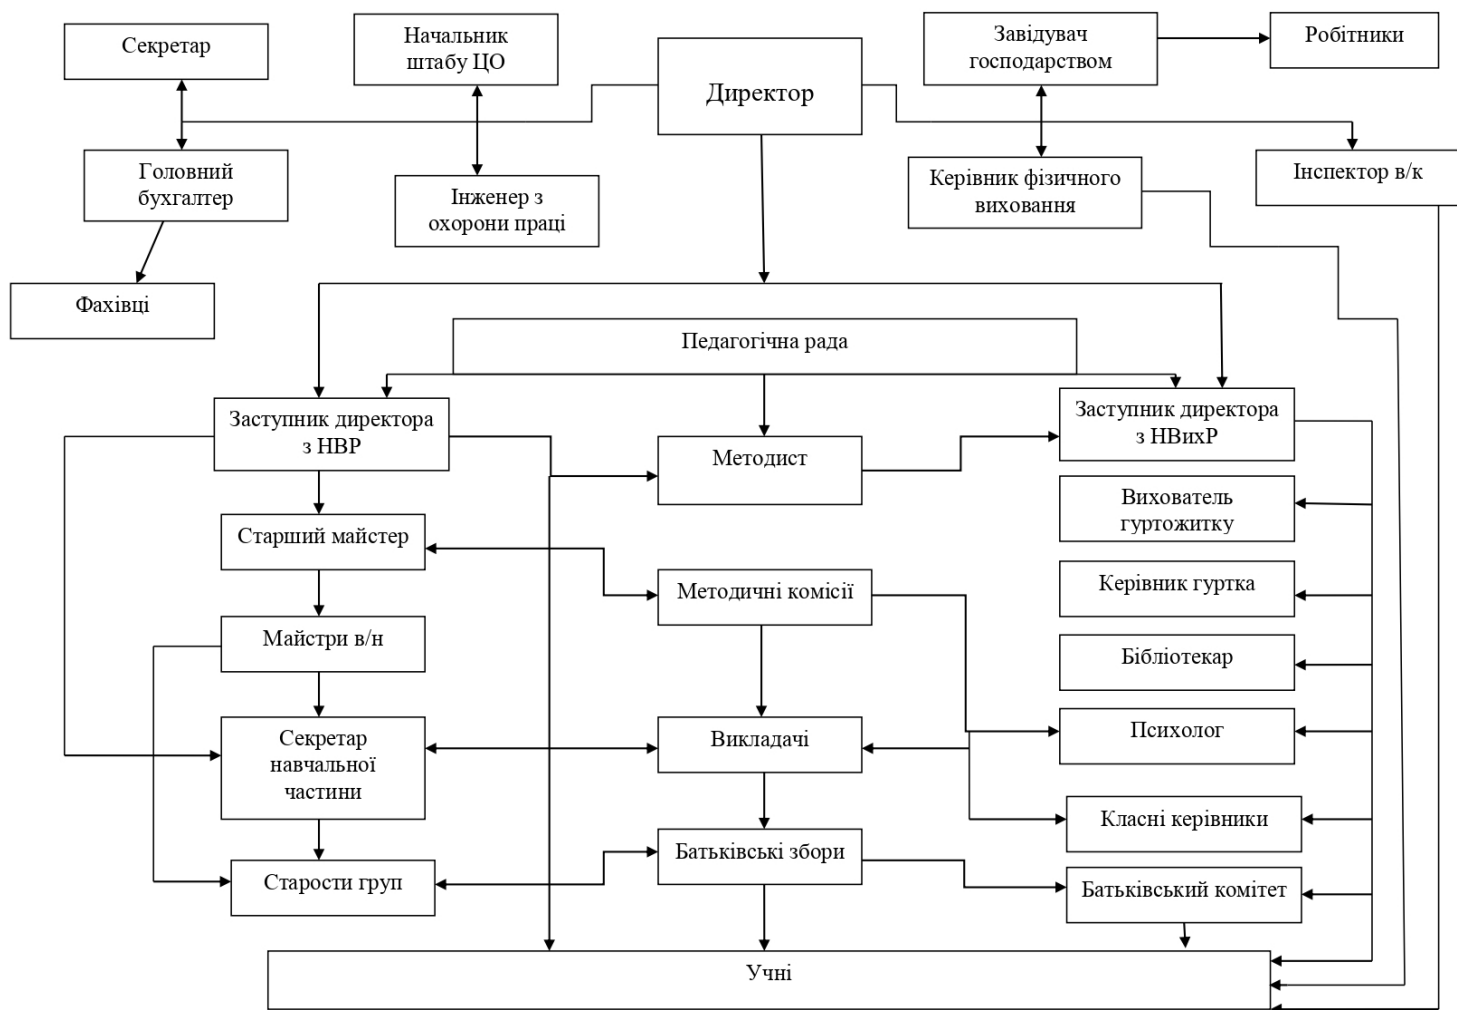 Секретар
Начальник
штабу ЦО
Директор
Завідувач
господарством
Робітники
Головний
бухгалтер
Інженер з
охорони праці
Керівник фізичного
виховання
Інспектор в/к
Фахівці
Педагогічна рада
Заступник директора
з НВР
Методист
Заступник директора
з НВихР
Вихователь
гуртожитку
Старший майстер
Методичні комісії
Керівник гуртка
Майстри в/н
Бібліотекар
Секретар
навчальної
частини
Викладачі
Психолог
Класні керівники
Батьківські збори
Старости груп
Батьківський комітет
Учні